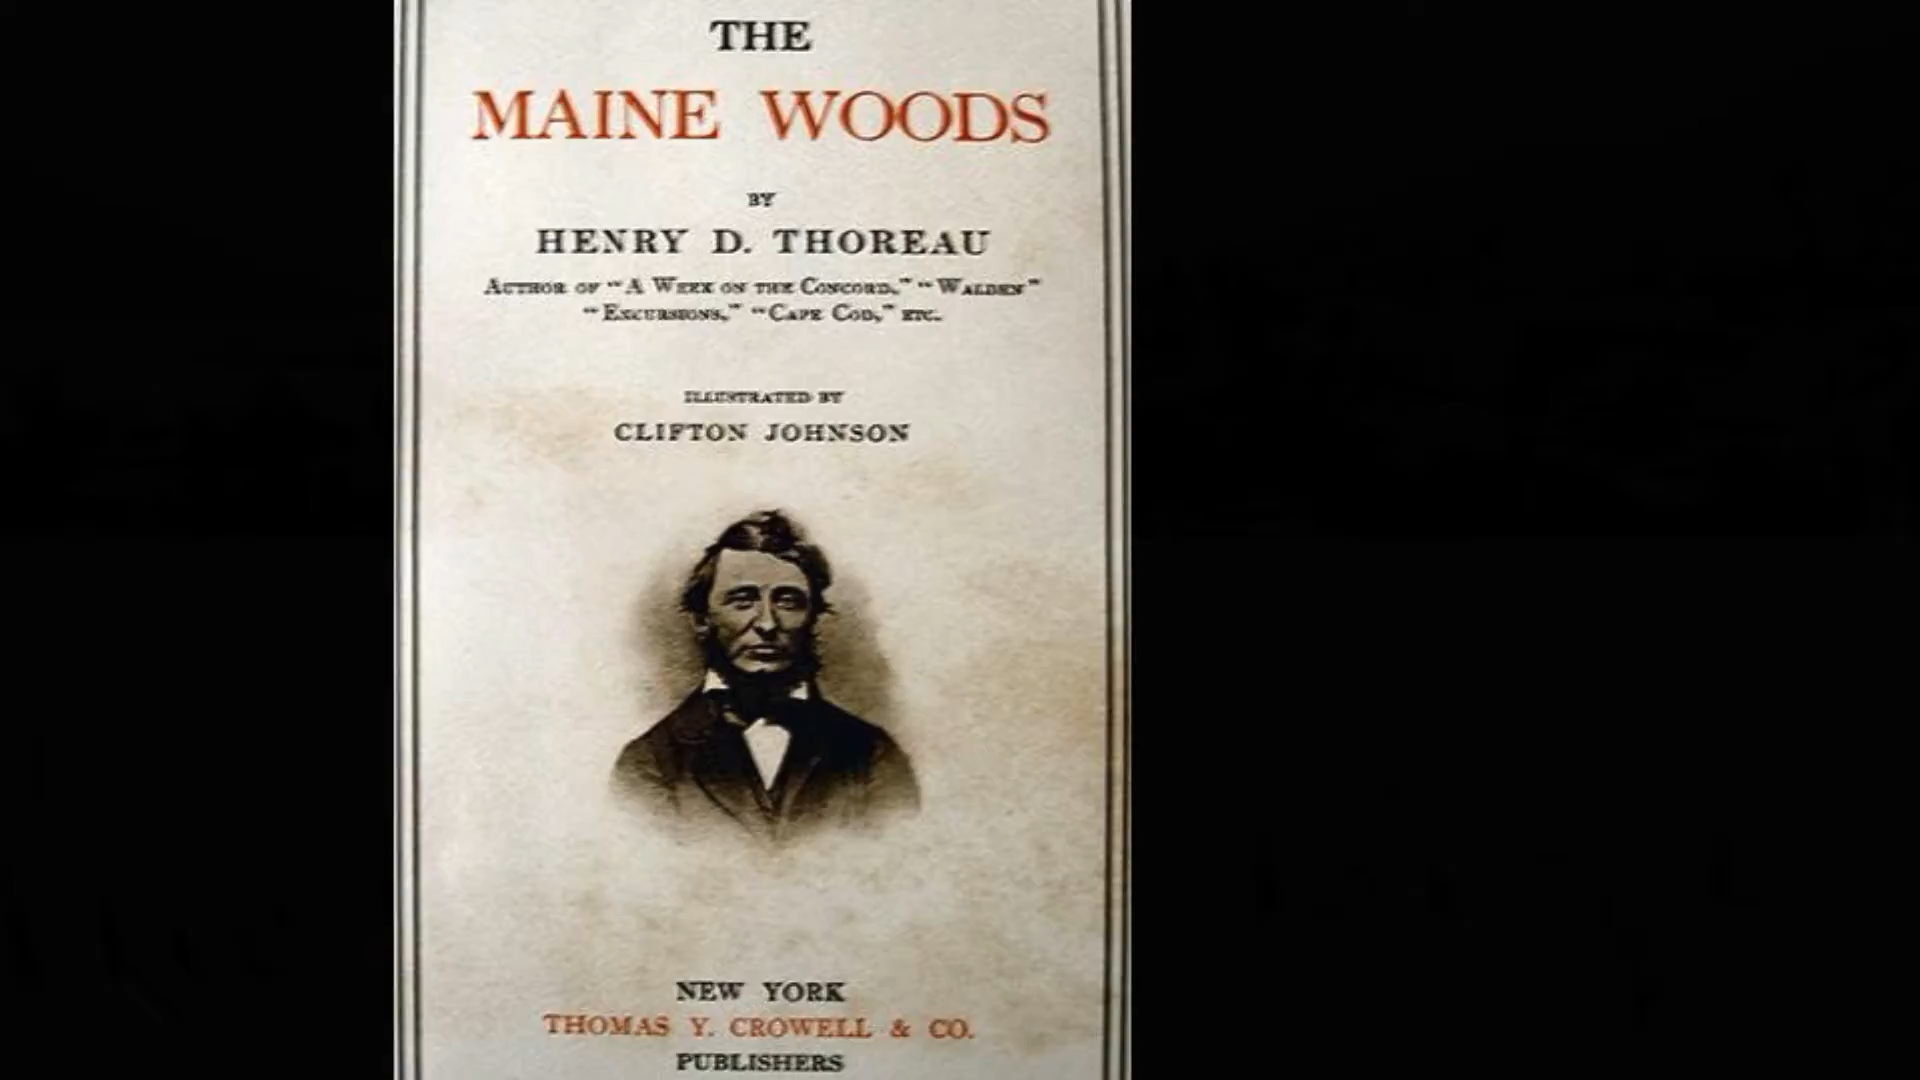 THE
MAINE WOODS
BY
HENRY D. THOREAU
AUTHOR OF "A WEEK ON THE CONCORD," "WALDEN"
"EXCURSIONS," "CAPE COD," ETC.
ILLUSTRATED BY
CLIFTON JOHNSON
NEW YORK
THOMAS Y. CROWELL & CO.
PUBLISHERS